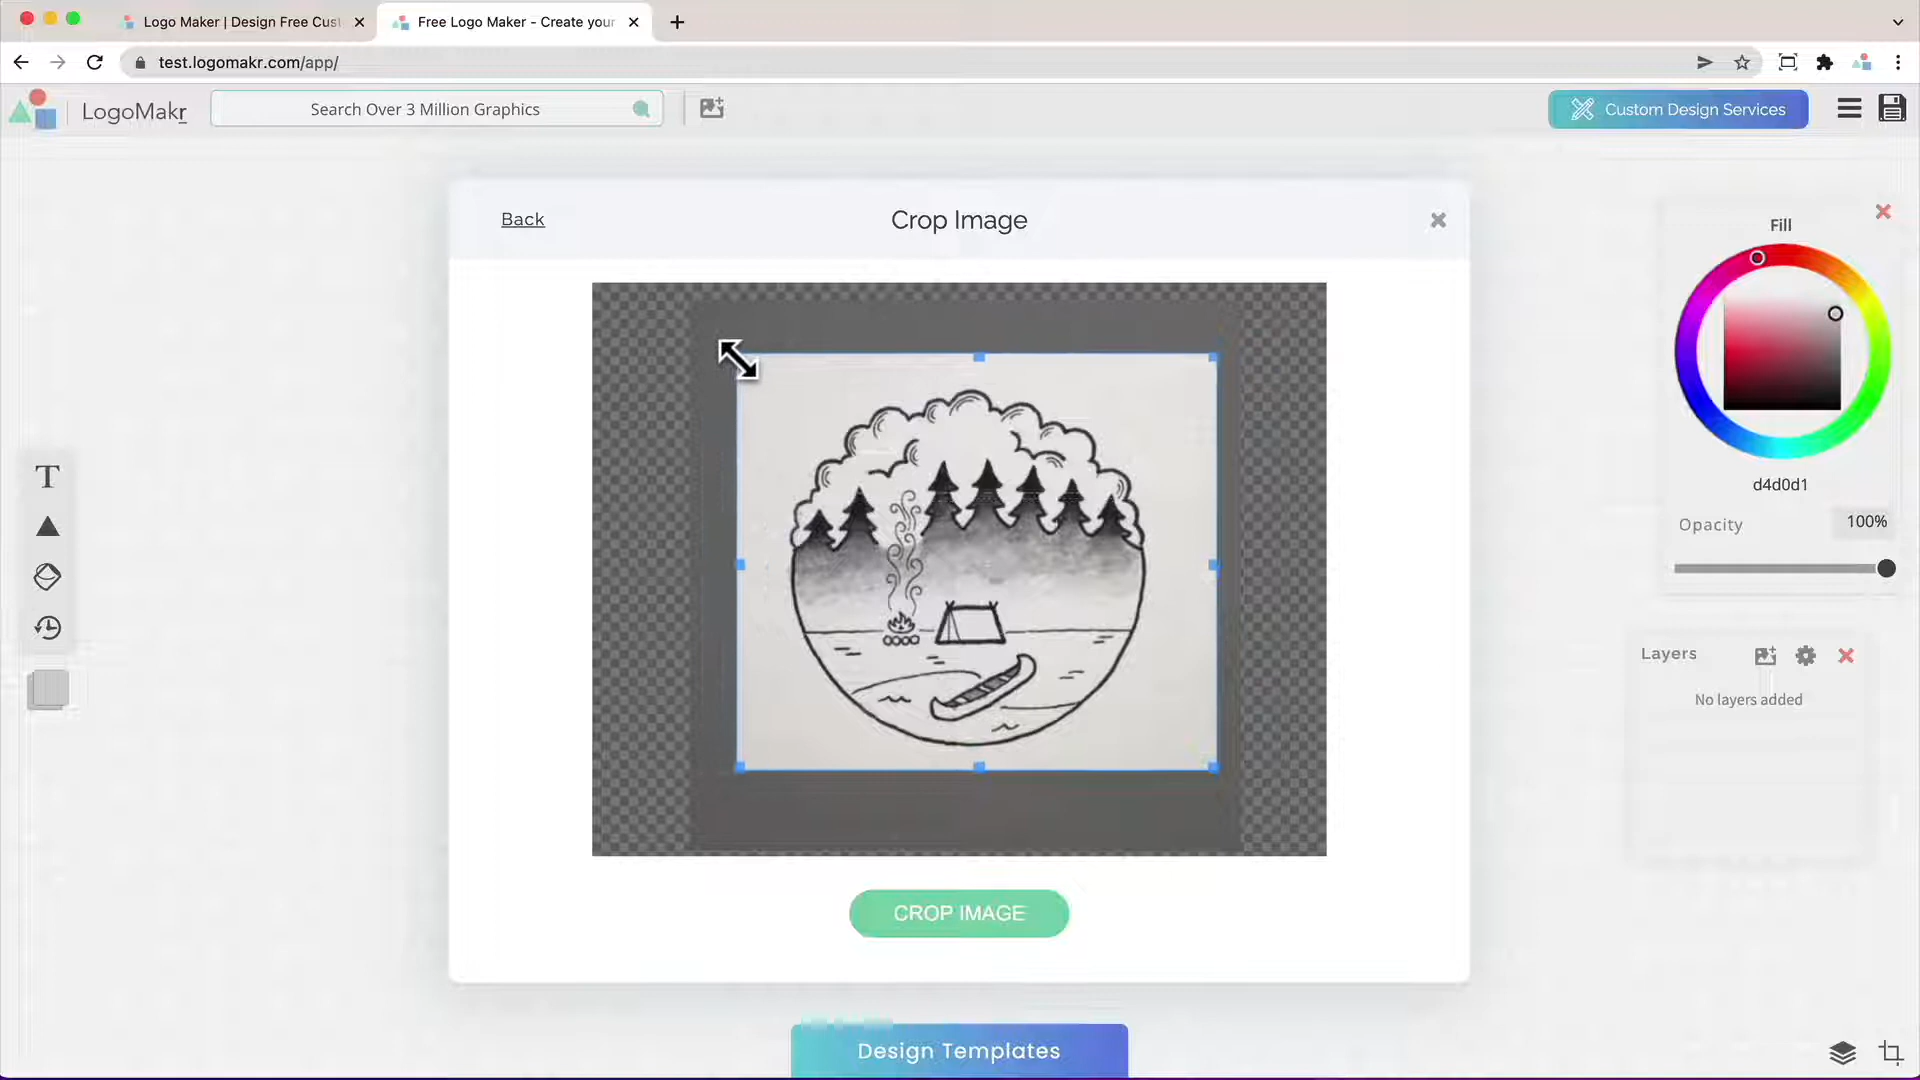 Logo Maker | Design Free Cust
Free Logo Maker - Create your
test.logomakr.com/app/
LogoMakr
Search Over 3 Million Graphics
Custom Design Services
Back
Crop Image
Fill
d4d0d1
Opacity
100%
T
Layers
No layers added
CROP IMAGE
Design Templates